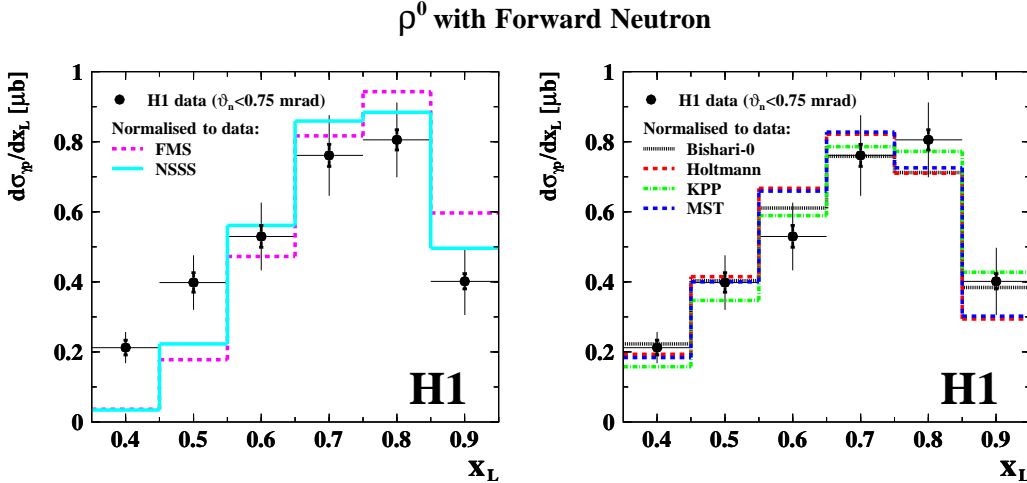 ρ⁰ with Forward Neutron
dσγp/dxL [μb]
1
0.8
0.6
0.4
0.2
0
H1 data (ϑn<0.75 mrad)
Normalised to data:
FMS
NSSS
H1
0.4 0.5 0.6 0.7 0.8 0.9
xL
dσγp/dxL [μb]
1
0.8
0.6
0.4
0.2
0
H1 data (ϑn<0.75 mrad)
Normalised to data:
Bishari-0
Holtmann
KPP
MST
H1
0.4 0.5 0.6 0.7 0.8 0.9
xL